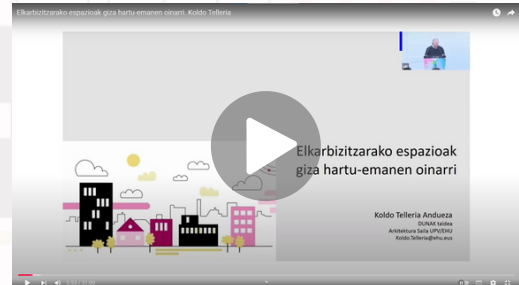 Elkarbizitzarako espazioak giza hartu-emanen oinarri. Koldo Telleria
Elkarbizitzarako espazioak
giza hartu-emanen oinarri
Koldo Telleria Andueza
DUNAK taldea
Arkitektura Saila UPV/EHU
Koldo.Telleria@ehu.eus